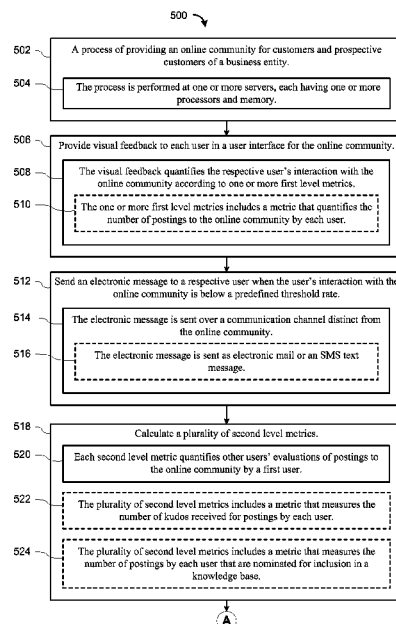 500
502
A process of providing an online community for customers and prospective
customers of a business entity.
504
The process is performed at one or more servers, each having one or more
processors and memory.
506
Provide visual feedback to each user in a user interface for the online community.
508
The visual feedback quantifies the respective user's interaction with the
online community according to one or more first level metrics.
510
The one or more first level metrics includes a metric that quantifies the
number of postings to the online community by each user.
512
Send an electronic message to a respective user when the user's interaction with the
online community is below a predefined threshold rate.
514
The electronic message is sent over a communication channel distinct from
the online community.
516
The electronic message is sent as electronic mail or an SMS text
message.
518
Calculate a plurality of second level metrics.
520
Each second level metric quantifies other users' evaluations of postings to
the online community by a first user.
522
The plurality of second level metrics includes a metric that measures the
number of kudos received for postings by each user.
524
The plurality of second level metrics includes a metric that measures the
number of postings by each user that are nominated for inclusion in a
knowledge base.
A